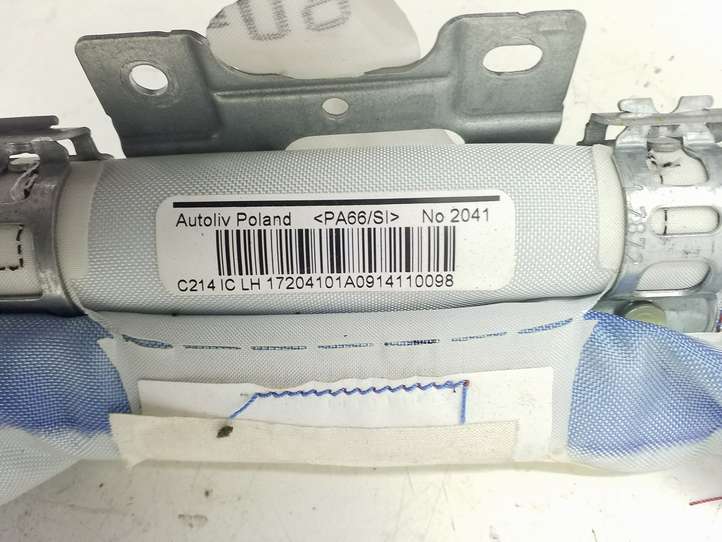 Autoliv Poland <PA66/SI> No 2041
C214 IC LH 17204101A0914110098